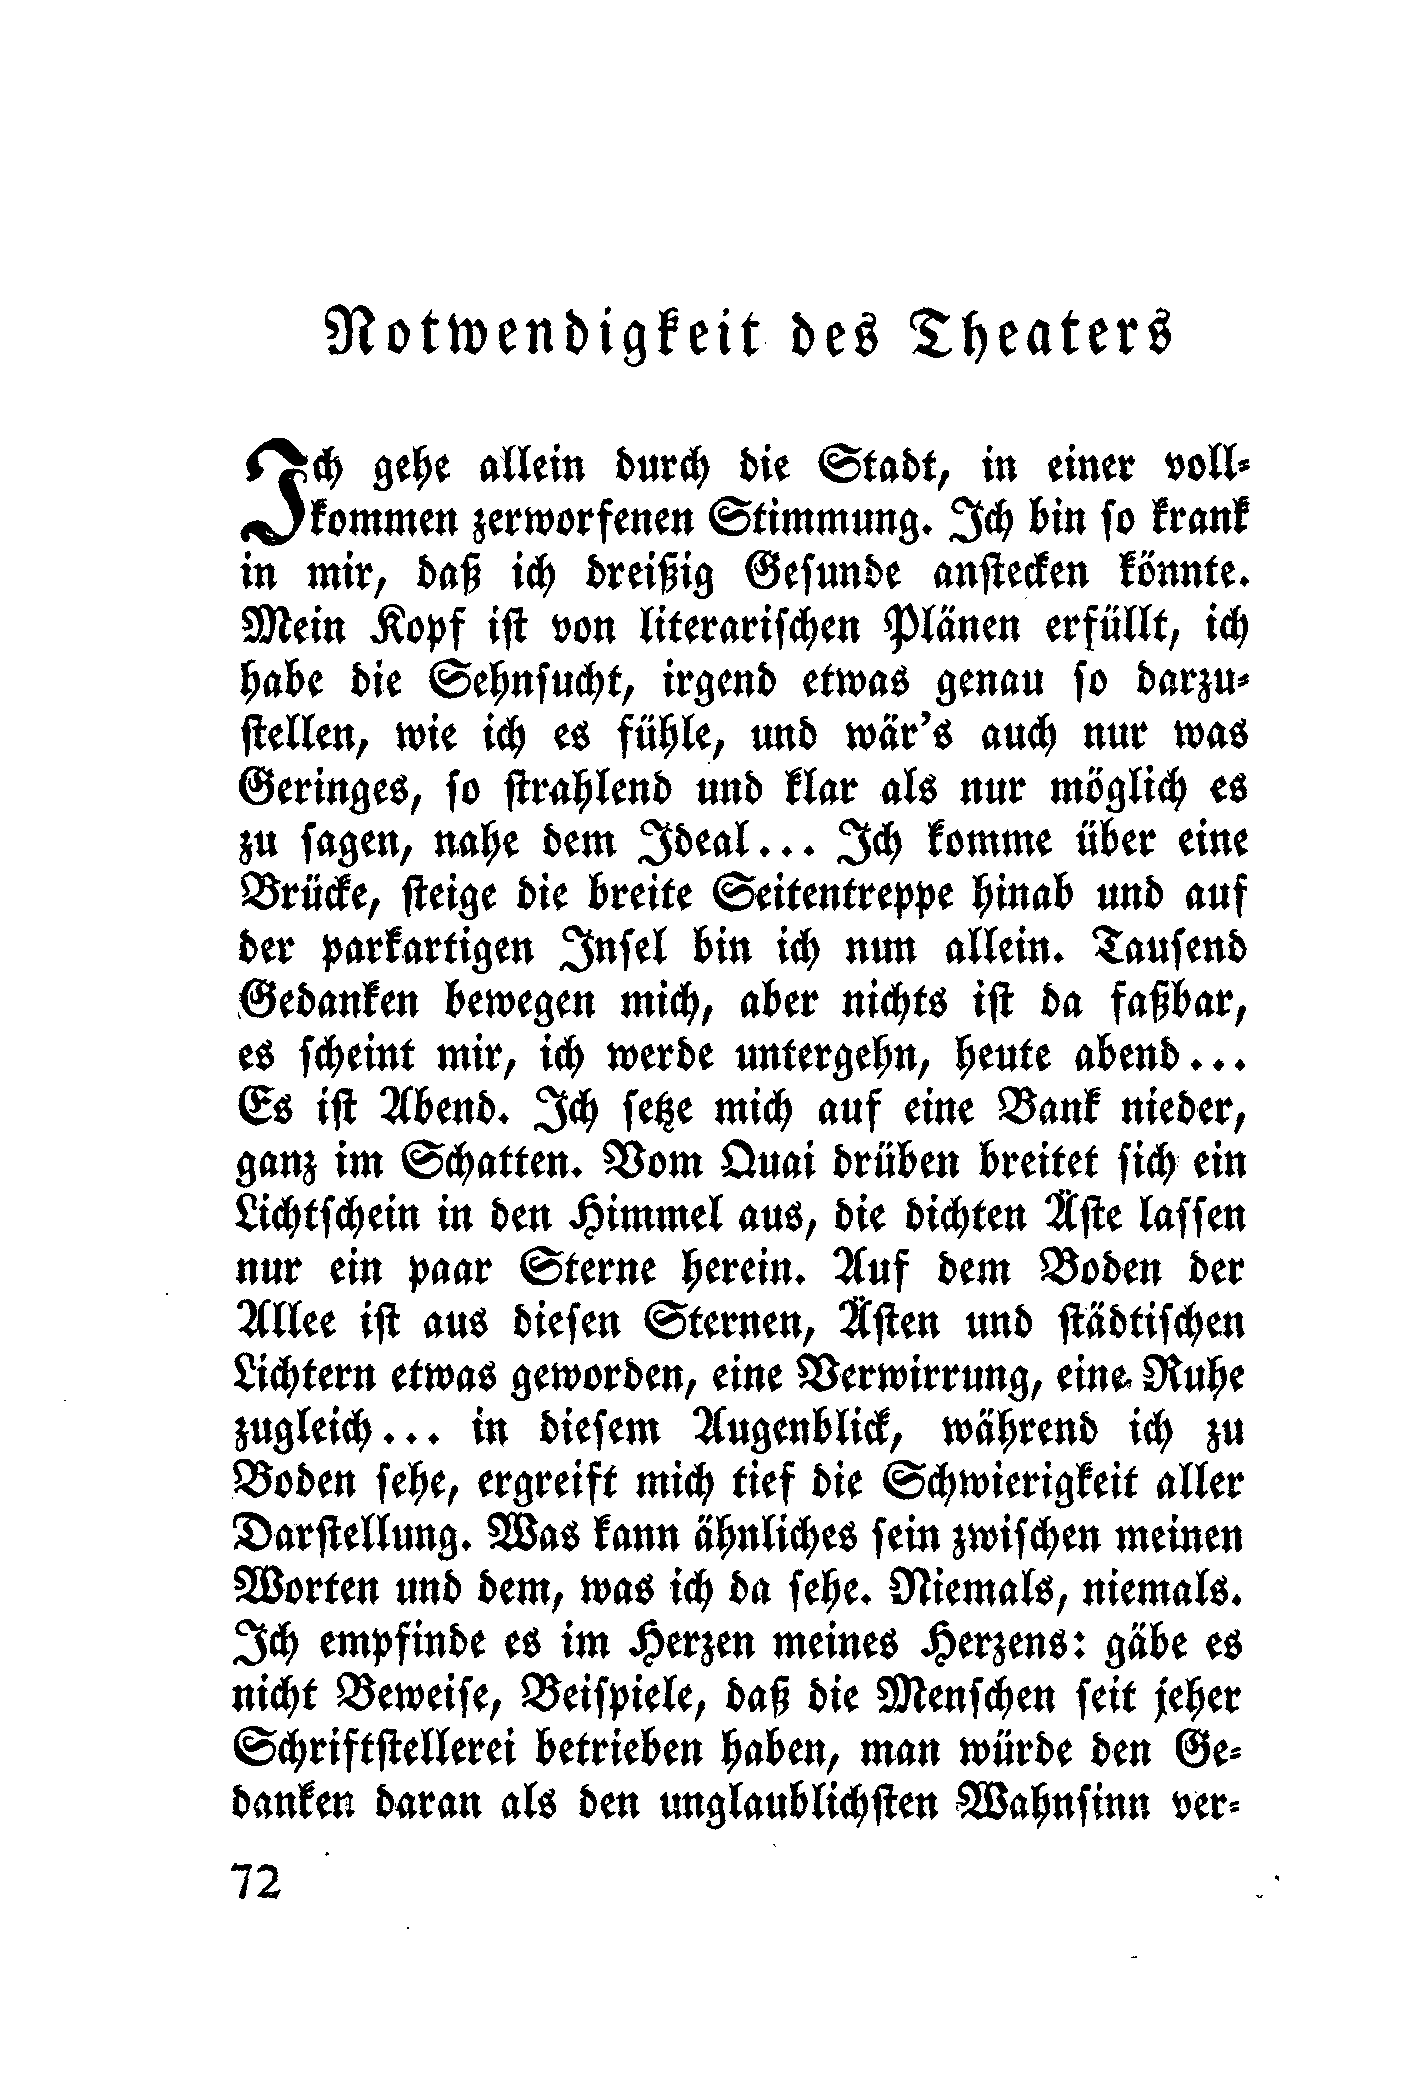 Notwendigkeit des Theaters
Ich gehe allein durch die Stadt, in einer voll-
kommen zerworfenen Stimmung. Ich bin so krank
in mir, daß ich dreißig Gesunde anstecken könnte.
Mein Kopf ist von literarischen Plänen erfüllt, ich
habe die Sehnsucht, irgend etwas genau so darzu-
stellen, wie ich es fühle, und wär's auch nur was
Geringes, so strahlend und klar als nur möglich es
zu sagen, nahe dem Ideal... Ich komme über eine
Brücke, steige die breite Seitentreppe hinab und auf
der parkartigen Insel bin ich nun allein. Tausend
Gedanken bewegen mich, aber nichts ist da faßbar,
es scheint mir, ich werde untergehn, heute abend...
Es ist Abend. Ich setze mich auf eine Bank nieder,
ganz im Schatten. Vom Quai drüben breitet sich ein
Lichtschein in den Himmel aus, die dichten Äste lassen
nur ein paar Sterne herein. Auf dem Boden der
Allee ist aus diesen Sternen, Ästen und städtischen
Lichtern etwas geworden, eine Verwirrung, eine Ruhe
zugleich... in diesem Augenblick, während ich zu
Boden sehe, ergreift mich tief die Schwierigkeit aller
Darstellung. Was kann ähnliches sein zwischen meinen
Worten und dem, was ich da sehe. Niemals, niemals.
Ich empfinde es im Herzen meines Herzens: gäbe es
nicht Beweise, Beispiele, daß die Menschen seit jeher
Schriftstellerei betrieben haben, man würde den Ge-
danken daran als den unglaublichsten Wahnsinn ver-
72